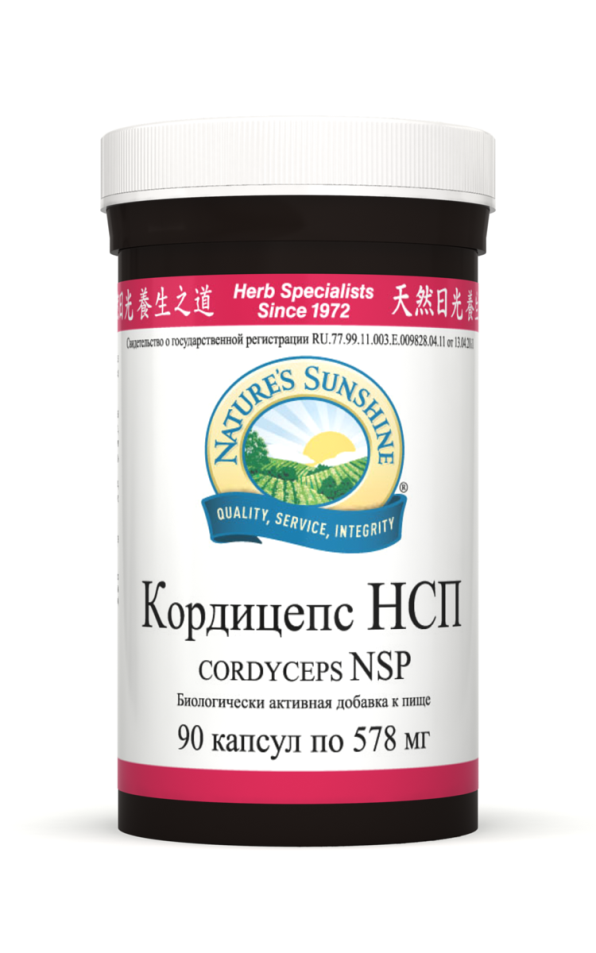 日光養生之道
Herb Specialists
Since 1972
天然日光養生
Свидетельство о государственной регистрации RU.77.99.11.003.E.009828.04.11 от 13.04.201
NATURE'S SUNSHINE
®
QUALITY, SERVICE, INTEGRITY
Кордицепс НСП
CORDYCEPS NSP
Биологически активная добавка к пище
90 капсул по 578 мг